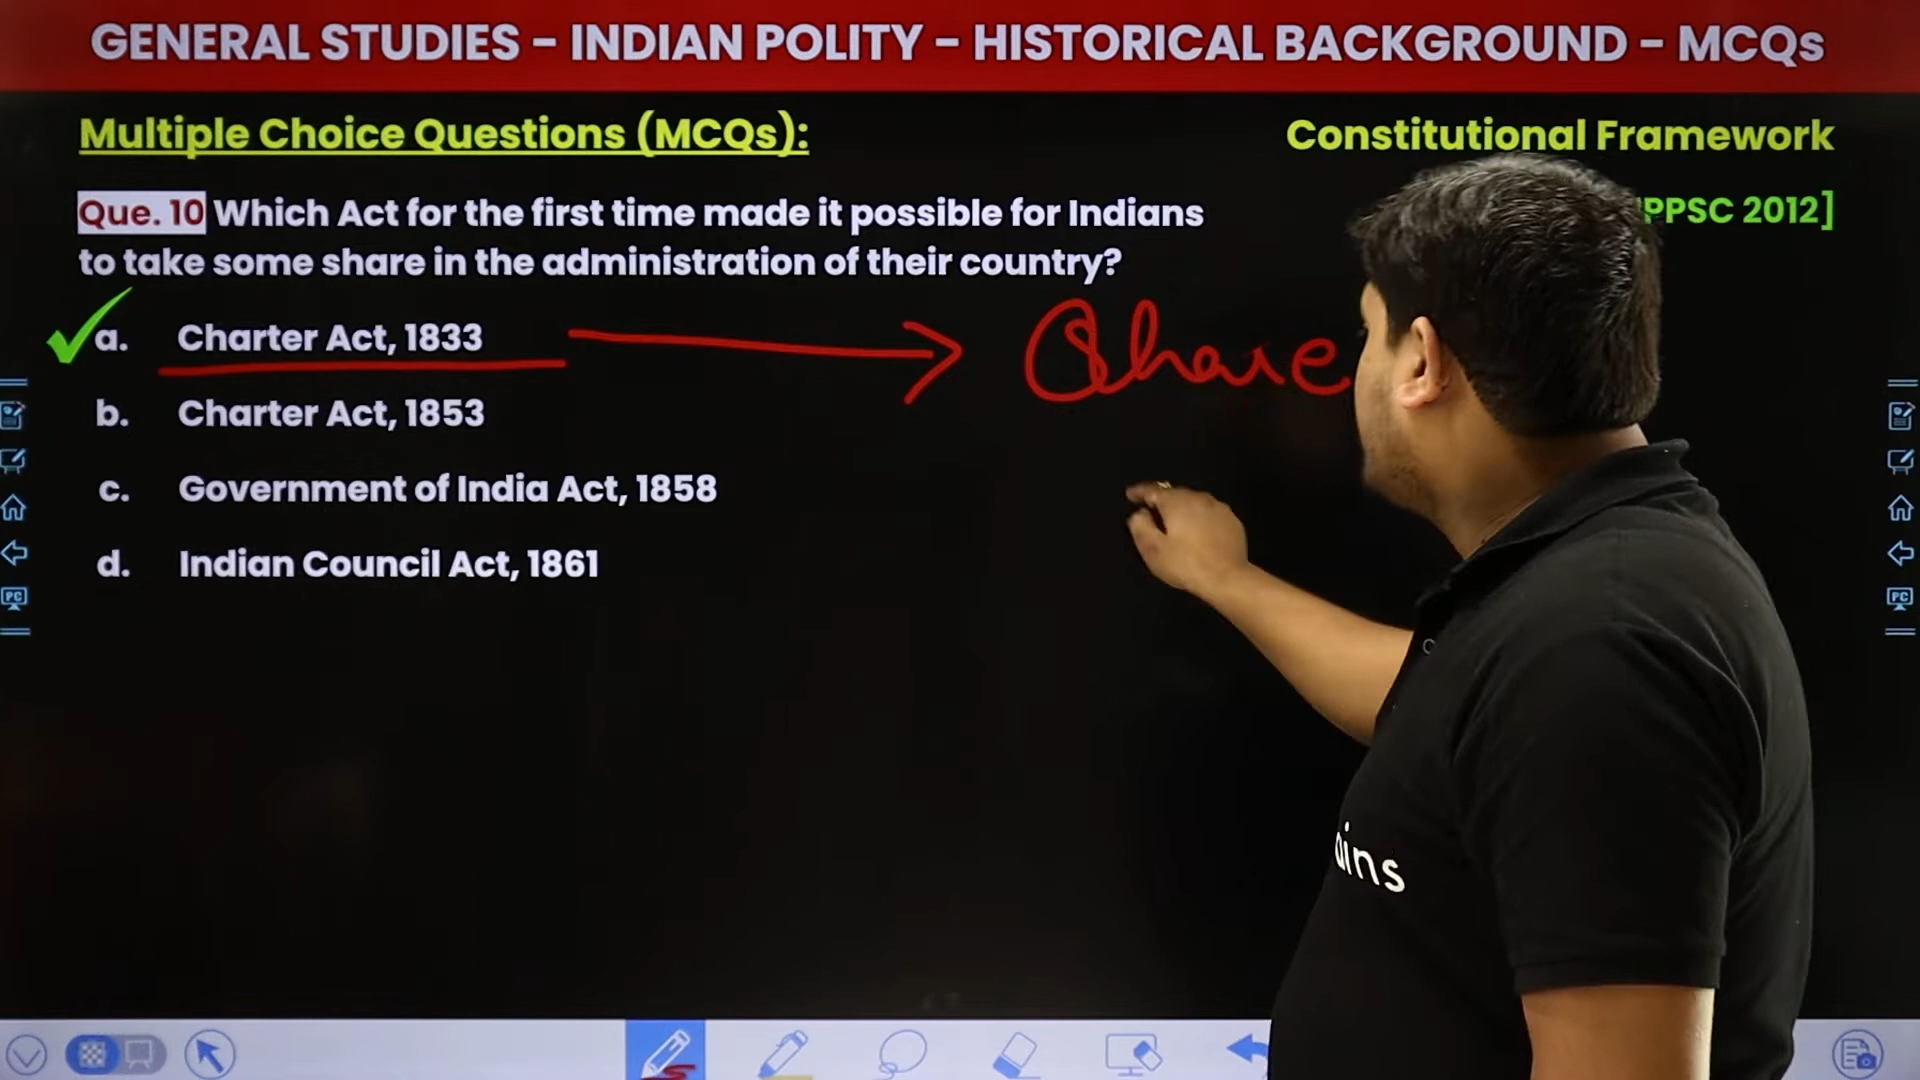 GENERAL STUDIES - INDIAN POLITY - HISTORICAL BACKGROUND - MCQs
Multiple Choice Questions (MCQs):
Constitutional Framework
PPSC 2012]
Que. 10 Which Act for the first time made it possible for Indians
to take some share in the administration of their country?
a. Charter Act, 1833
Share
b. Charter Act, 1853
c. Government of India Act, 1858
d. Indian Council Act, 1861
PC
PC
ains